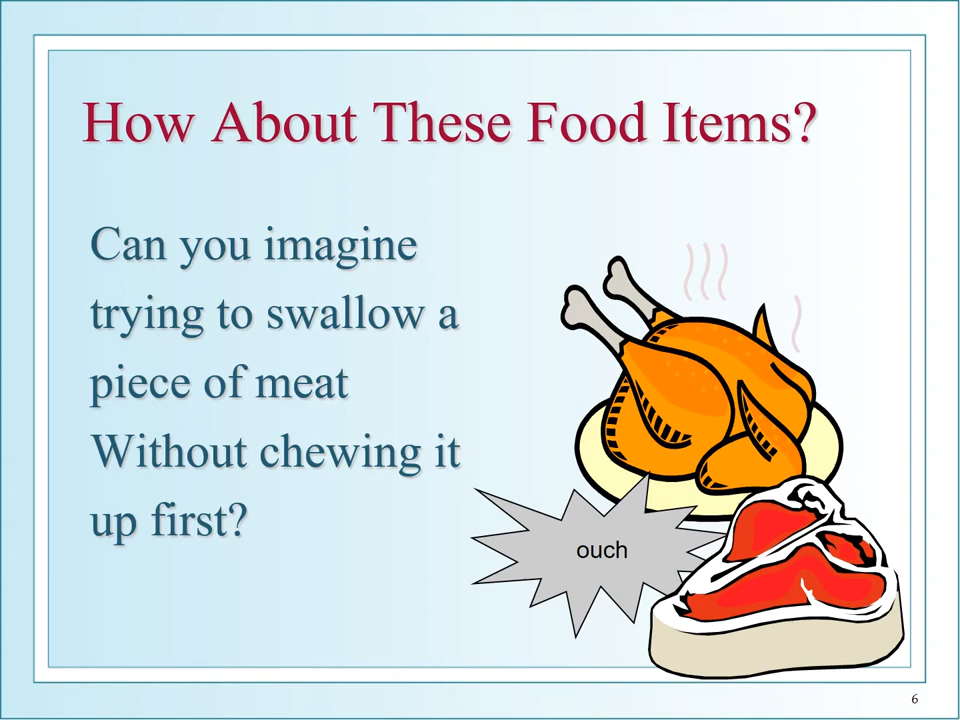 How About These Food Items?
Can you imagine
trying to swallow a
piece of meat
Without chewing it
up first?
ouch
6